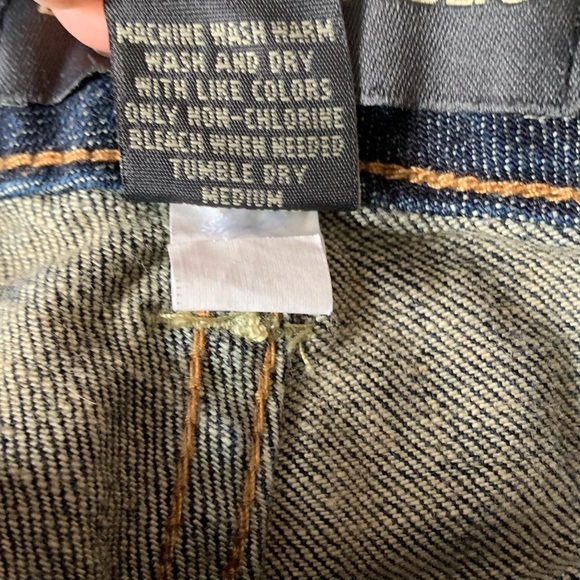 MACHINE WASH WARM
WASH AND DRY
WITH LIKE COLORS
ONLY NON-CHLORINE
BLEACH WHEN NEEDED
TUMBLE DRY
MEDIUM